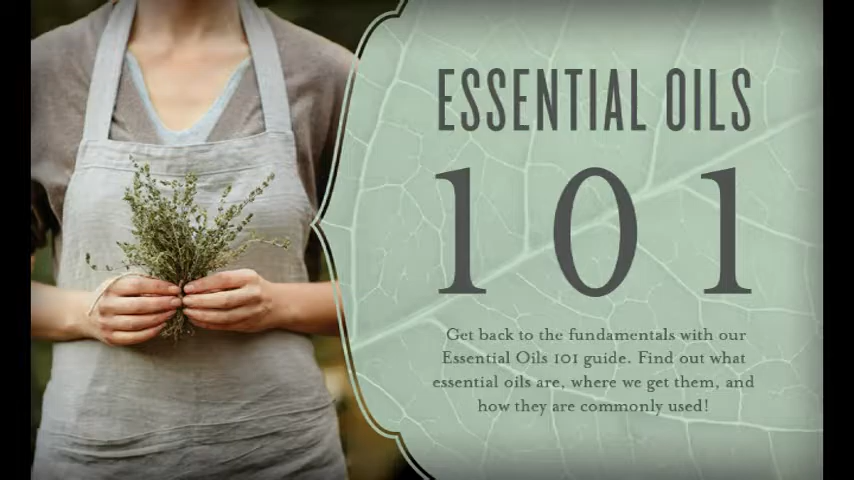 ESSENTIAL OILS
101
Get back to the fundamentals with our
Essential Oils 101 guide. Find out what
essential oils are, where we get them, and
how they are commonly used!